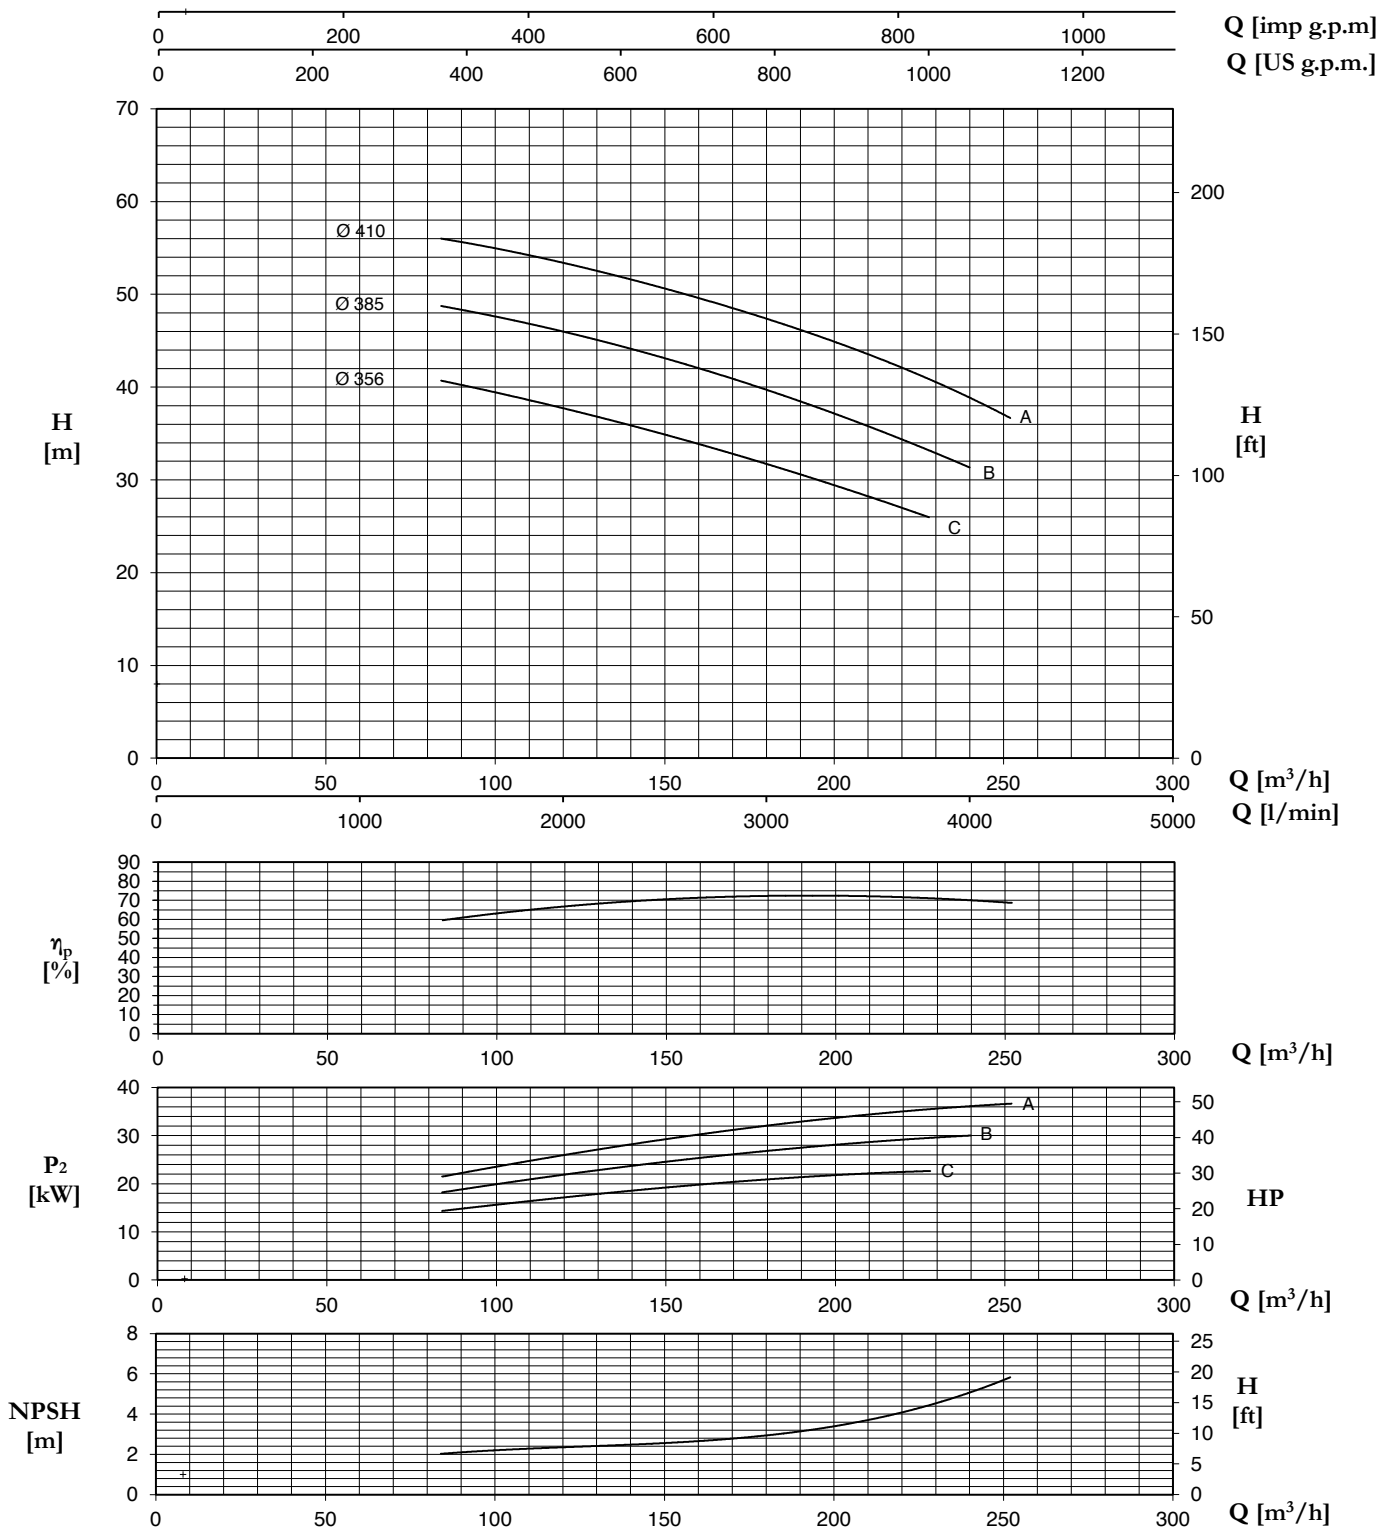 0 200 400 600 800 1000 Q [imp g.p.m]
0 200 400 600 800 1000 1200 Q [US g.p.m.]
70
60
50
40
30
20
10
0
H
[m]
Ø 410
Ø 385
Ø 356
A
B
C
200
150
100
50
0
H
[ft]
0 50 100 150 200 250 300 Q [m³/h]
0 1000 2000 3000 4000 5000 Q [l/min]
90
80
70
60
50
40
30
20
10
0
ηp
[%]
0 50 100 150 200 250 300 Q [m³/h]
40
30
20
10
0
P2
[kW]
A
B
C
50
40
30
20
10
0
HP
0 50 100 150 200 250 300 Q [m³/h]
8
6
4
2
0
NPSH
[m]
25
20
15
10
5
0
H
[ft]
0 50 100 150 200 250 300 Q [m³/h]